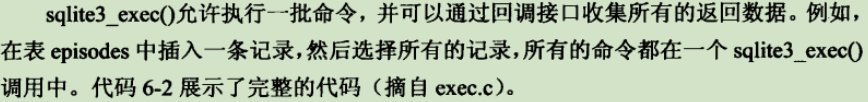 sqlite3_exec()允许执行一批命令，并可以通过回调接口收集所有的返回数据。例如，
在表 episodes 中插入一条记录，然后选择所有的记录，所有的命令都在一个 sqlite3_exec()
调用中。代码 6-2 展示了完整的代码（摘自 exec.c）。